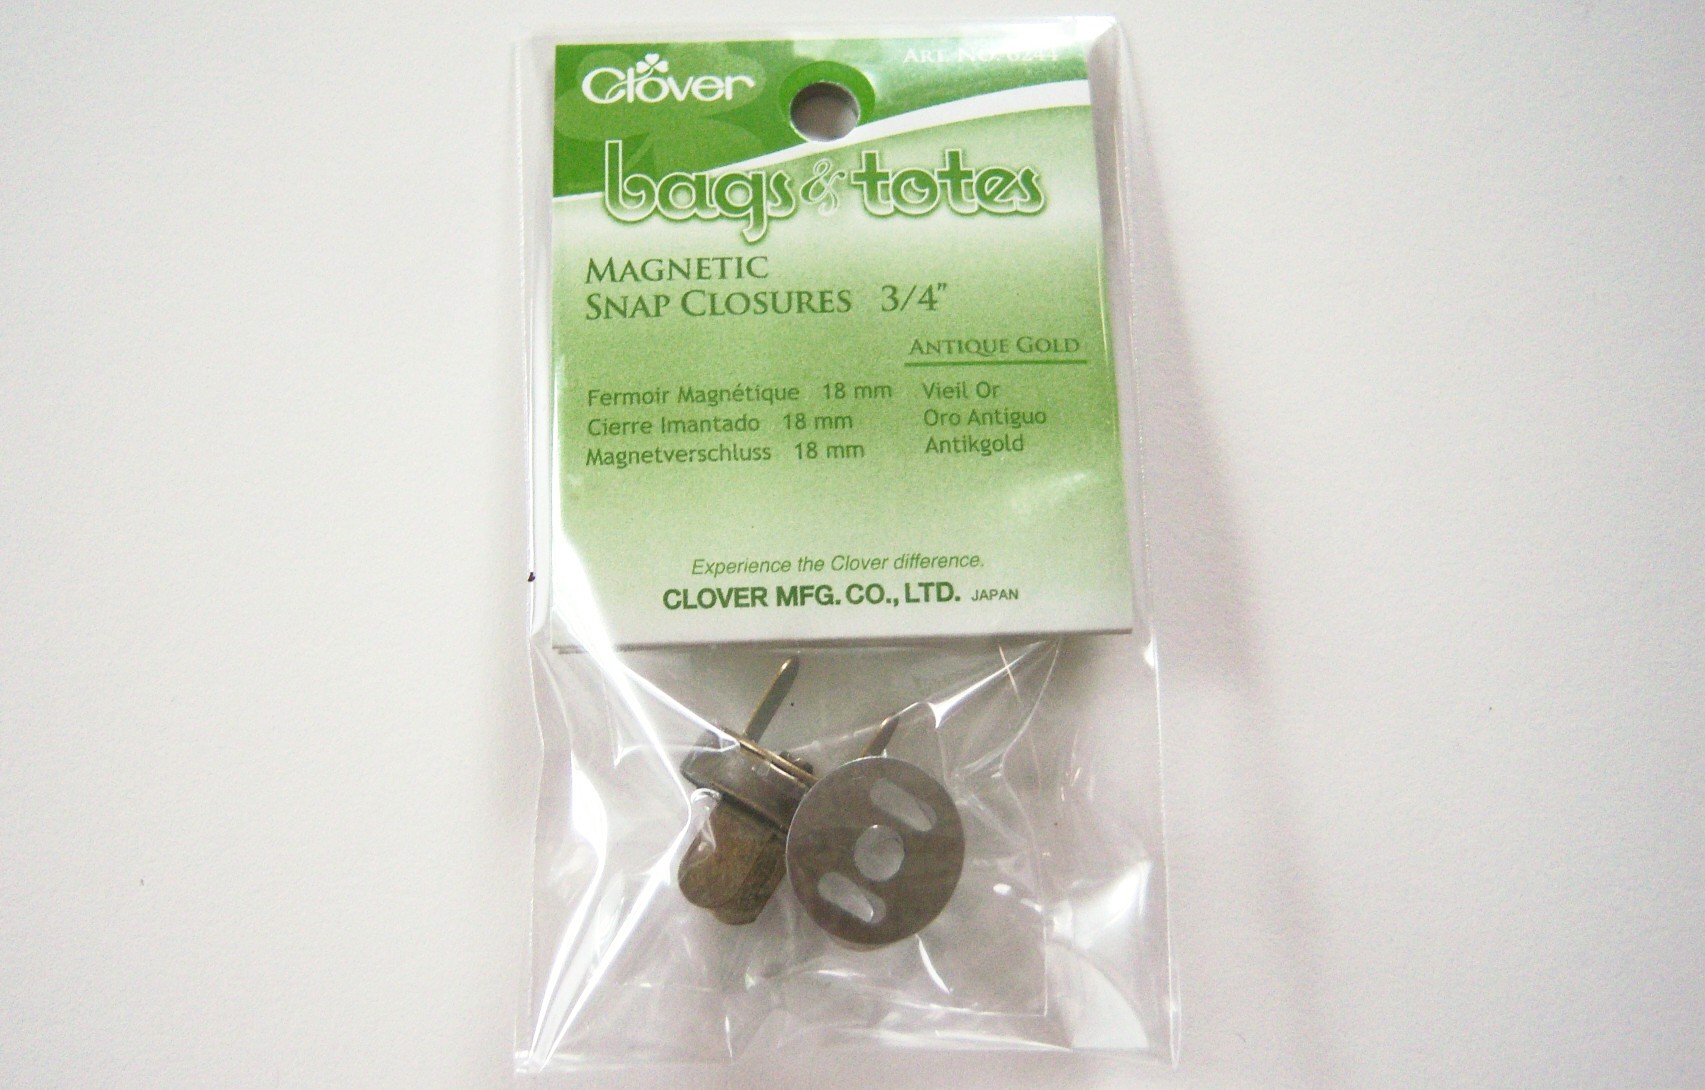 Clover
bags & totes
MAGNETIC
SNAP CLOSURES 3/4"
ANTIQUE GOLD
Fermoir Magnétique 18 mm Vieil Or
Cierre Imantado 18 mm Oro Antiguo
Magnetverschluss 18 mm Antikgold
Experience the Clover difference.
CLOVER MFG. CO., LTD. JAPAN